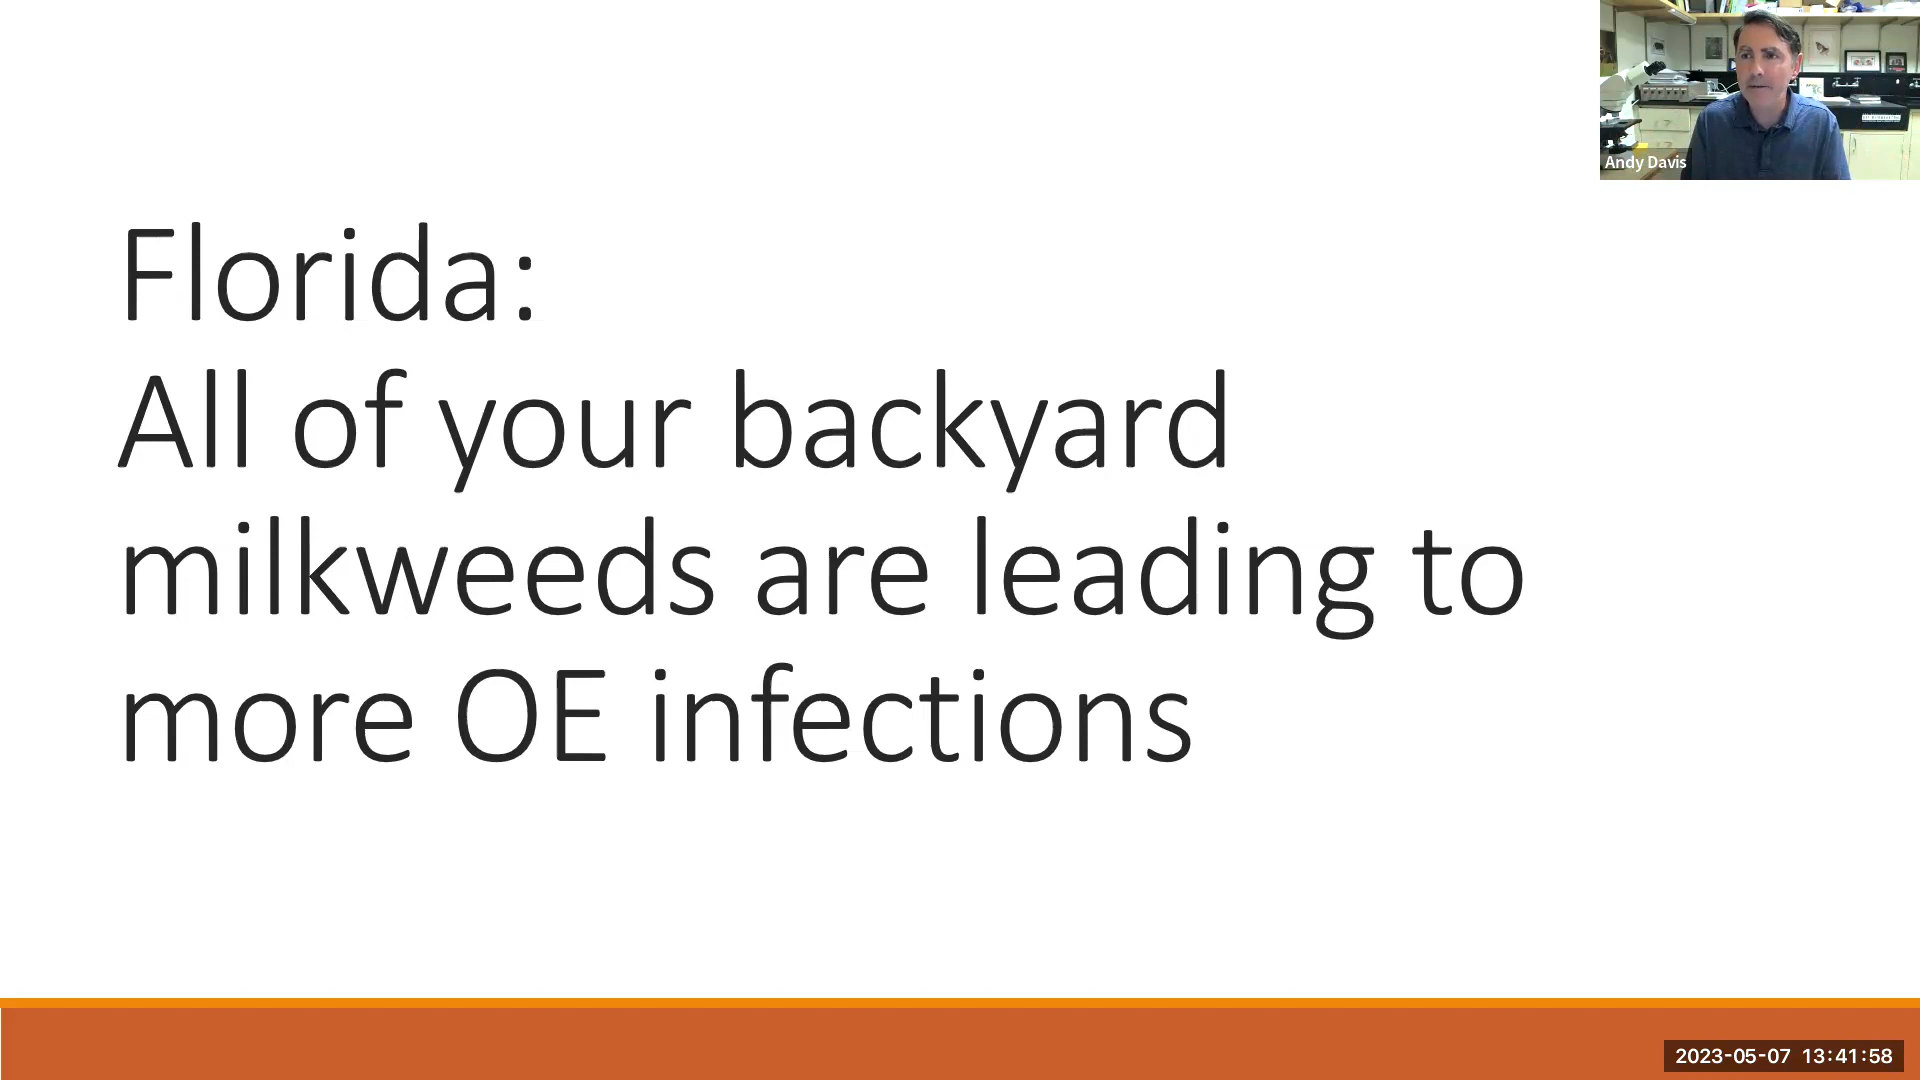 Andy Davis
Florida:
All of your backyard
milkweeds are leading to
more OE infections
2023-05-07 13:41:58